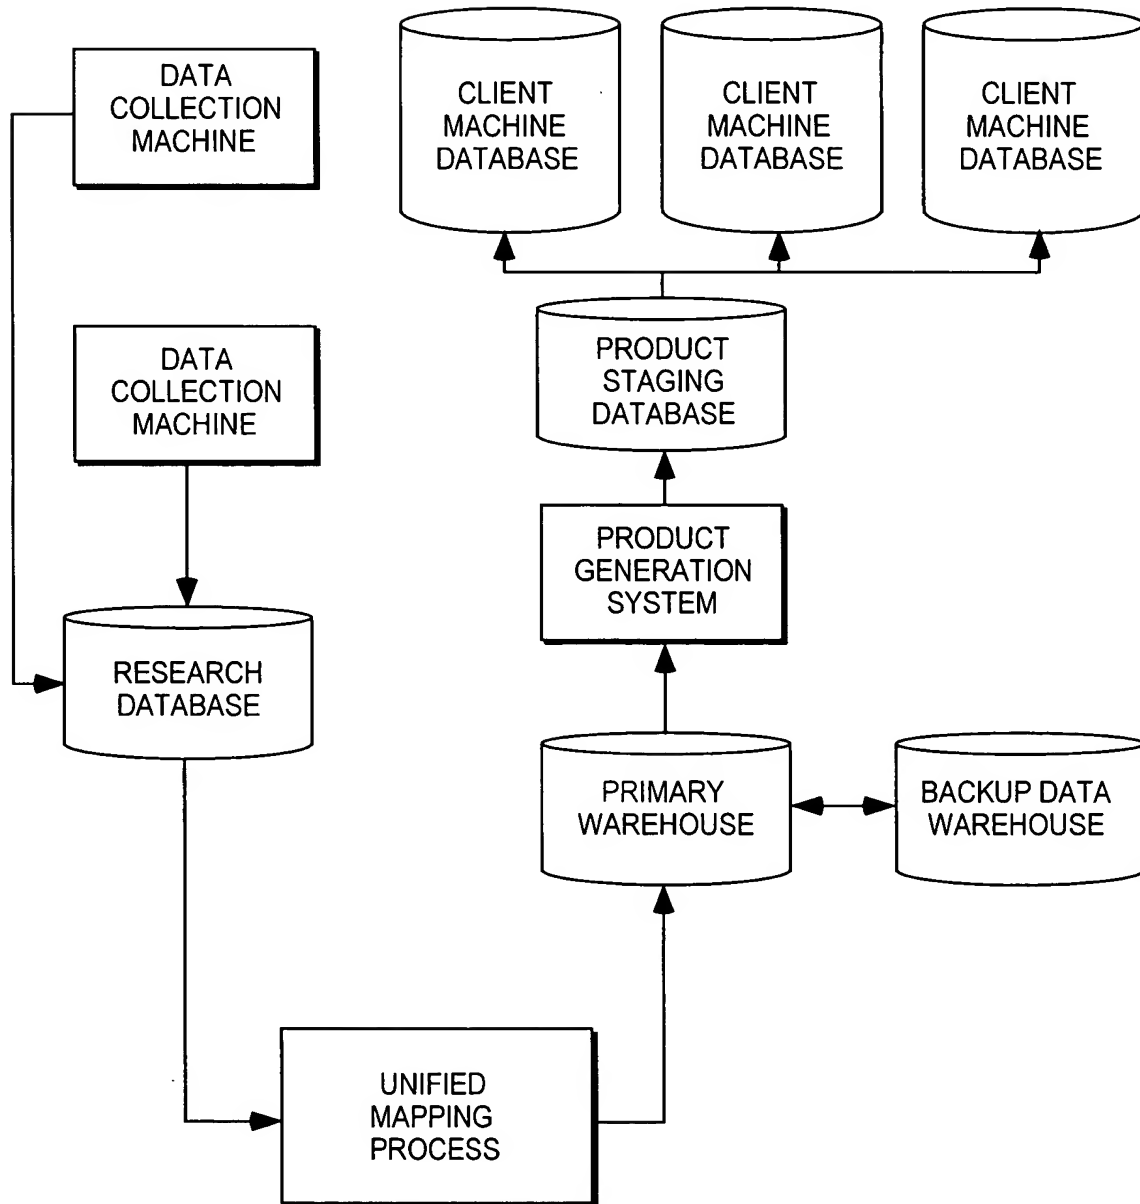 DATA
COLLECTION
MACHINE
CLIENT
MACHINE
DATABASE
CLIENT
MACHINE
DATABASE
CLIENT
MACHINE
DATABASE
DATA
COLLECTION
MACHINE
PRODUCT
STAGING
DATABASE
PRODUCT
GENERATION
SYSTEM
RESEARCH
DATABASE
PRIMARY
WAREHOUSE
BACKUP DATA
WAREHOUSE
UNIFIED
MAPPING
PROCESS